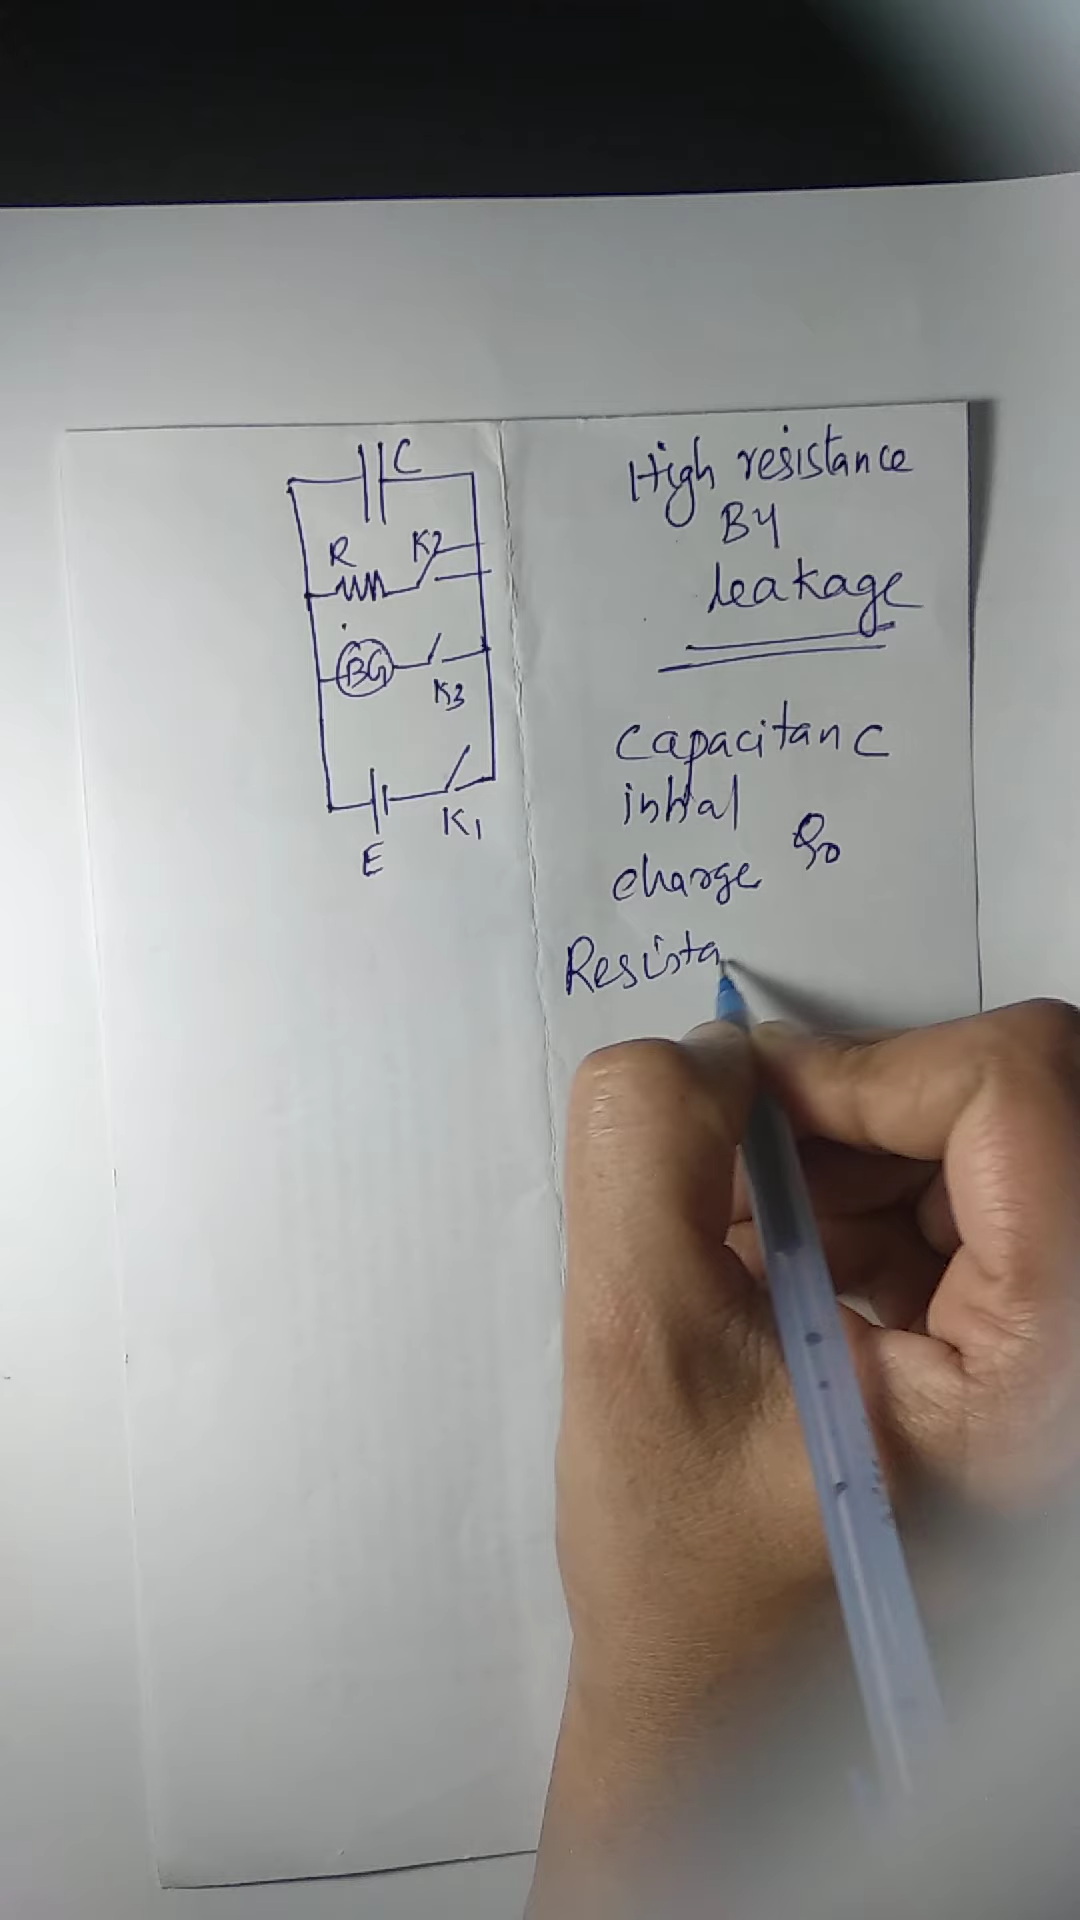 C
R
K2
BG
K3
K1
E
High resistance
By
leakage
Capacitanc
inital
charge Q0
Resista